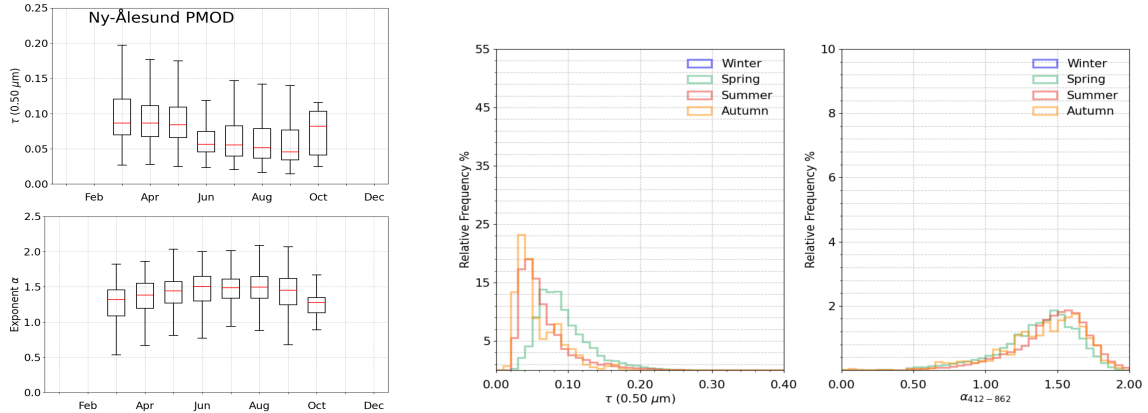 Ny-Ålesund PMOD
τ (0.50 μm)
0.25
0.20
0.15
0.10
0.05
0.00
Feb Apr Jun Aug Oct Dec
Exponent α
2.5
2.0
1.5
1.0
0.5
0.0
Feb Apr Jun Aug Oct Dec
Relative Frequency %
55
45
35
25
15
5
Winter
Spring
Summer
Autumn
0.00 0.10 0.20 0.30 0.40
τ (0.50 μm)
Relative Frequency %
10
8
6
4
2
0
Winter
Spring
Summer
Autumn
0.00 0.50 1.00 1.50 2.00
α412−862